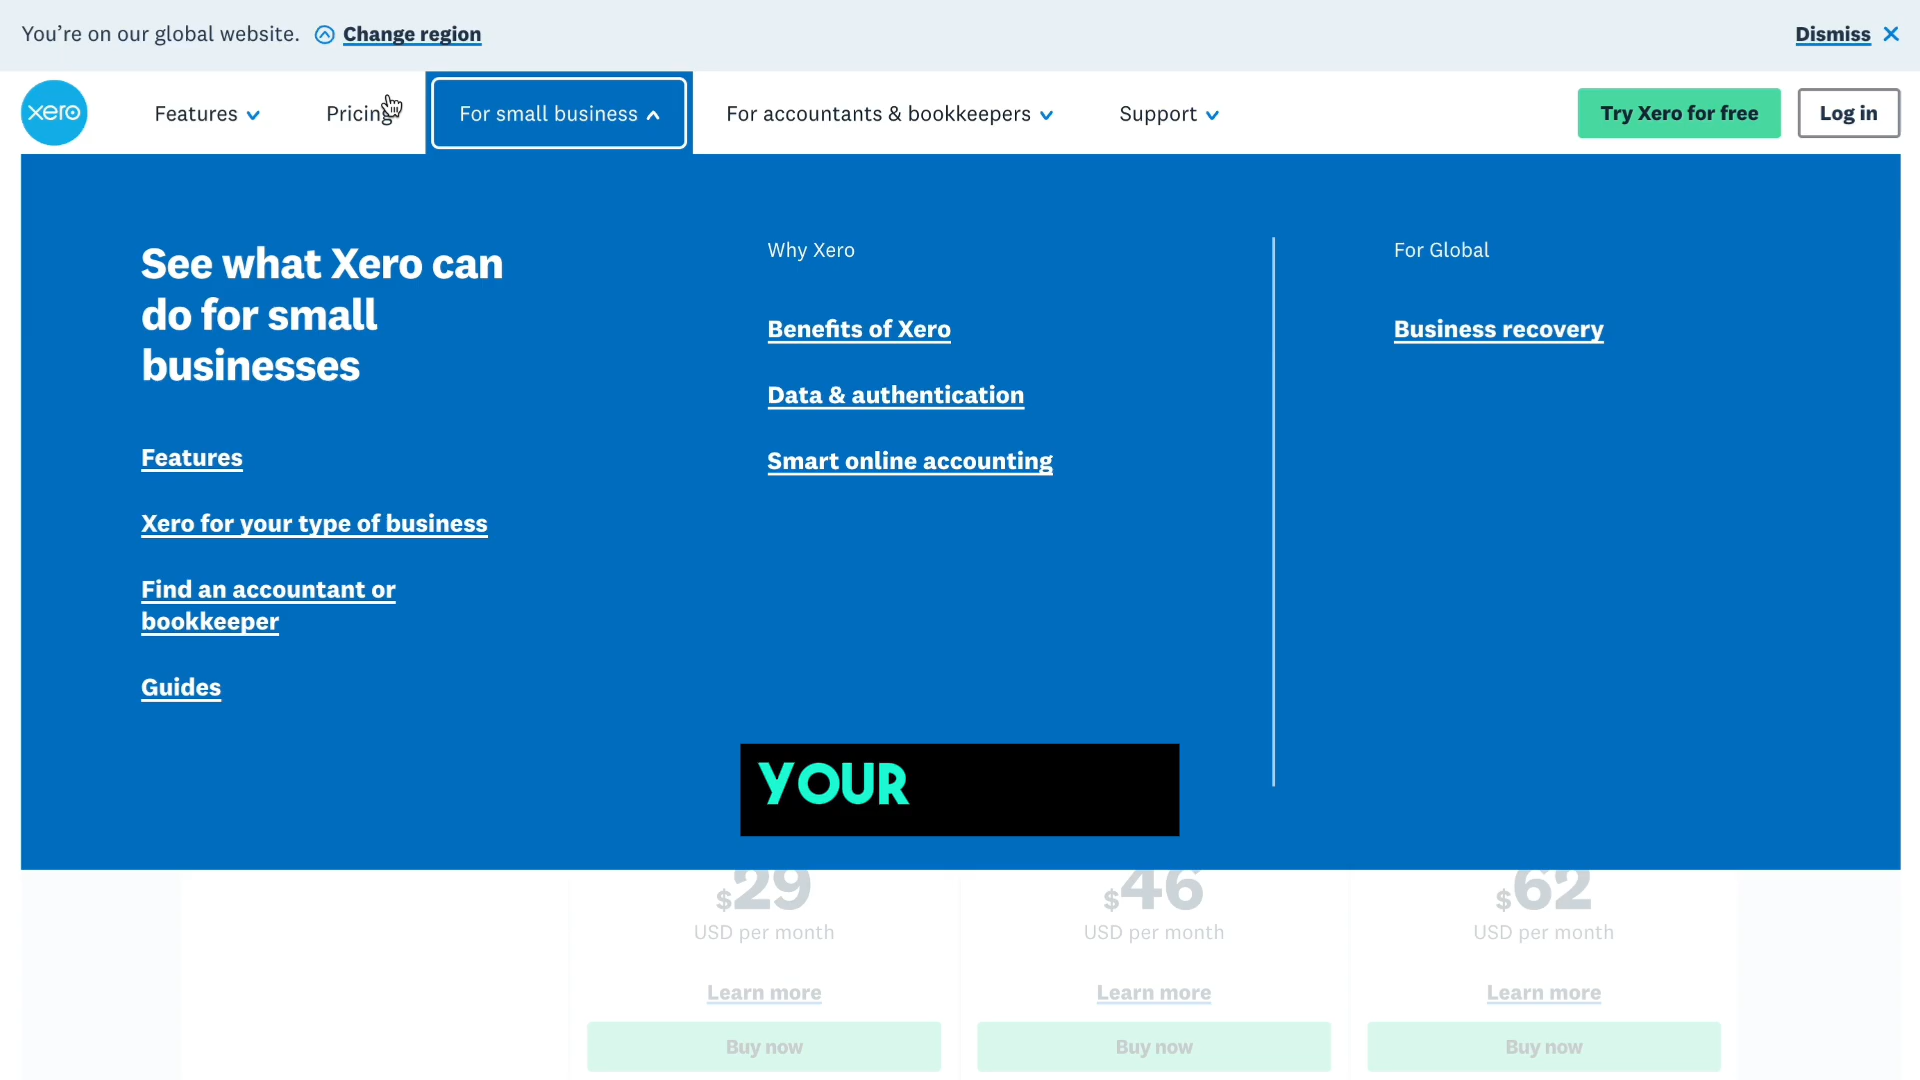 You're on our global website. Change region
Dismiss
xero
Features
Pricing
For small business
For accountants & bookkeepers
Support
Try Xero for free
Log in
See what Xero can
do for small
businesses
Features
Xero for your type of business
Find an accountant or
bookkeeper
Guides
Why Xero
Benefits of Xero
Data & authentication
Smart online accounting
For Global
Business recovery
YOUR
$29
USD per month
Learn more
Buy now
$46
USD per month
Learn more
Buy now
$62
USD per month
Learn more
Buy now